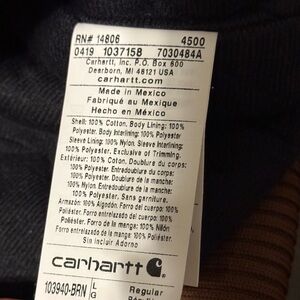 RN# 14806 4500
0419 1037158 7030484A
Carhartt, Inc. P.O. Box 600
Dearborn, MI 48121 USA
carhartt.com
Made in Mexico
Fabriqué au Mexique
Hecho en México
Shell: 100% Cotton. Body Lining: 100%
Polyester. Body Interlining: 100% Polyester.
Sleeve Lining: 100% Nylon. Sleeve Interlining:
100% Polyester. Exclusive of Trimming.
Extérieur: 100% Coton. Doublure du corps:
100% Polyester. Entredoublure du corps:
100% Polyester. Doublure de la manche:
100% Nylon. Entredoublure de la manche:
100% Polyester. Sans garniture.
Armazón: 100% Algodón. Forro del cuerpo: 100%
Poliéster. Forro entrefalado del cuerpo: 100%
Poliéster. Forro de la manga: 100% Nilón.
Forro entrefalado de la manga: 100% Poliéster.
Sin incluir Adorno
carhartt
103940-BRN L Regular
G